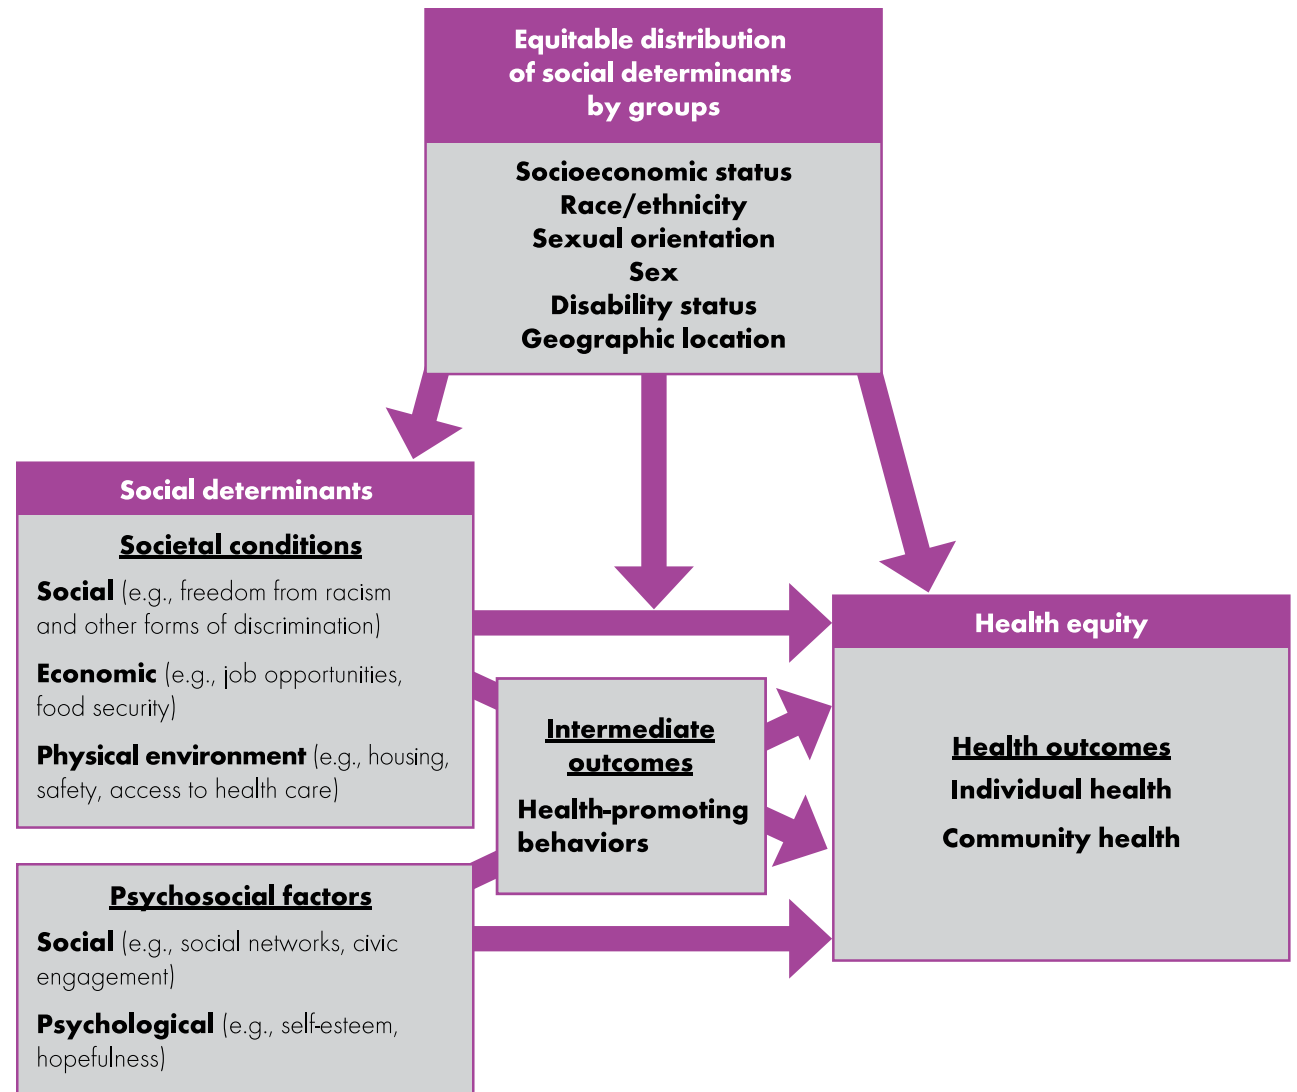 Equitable distribution
of social determinants
by groups
Socioeconomic status
Race/ethnicity
Sexual orientation
Sex
Disability status
Geographic location
Social determinants
Societal conditions
Social (e.g., freedom from racism
and other forms of discrimination)
Economic (e.g., job opportunities,
food security)
Physical environment (e.g., housing,
safety, access to health care)
Psychosocial factors
Social (e.g., social networks, civic
engagement)
Psychological (e.g., self-esteem,
hopefulness)
Intermediate
outcomes
Health-promoting
behaviors
Health equity
Health outcomes
Individual health
Community health